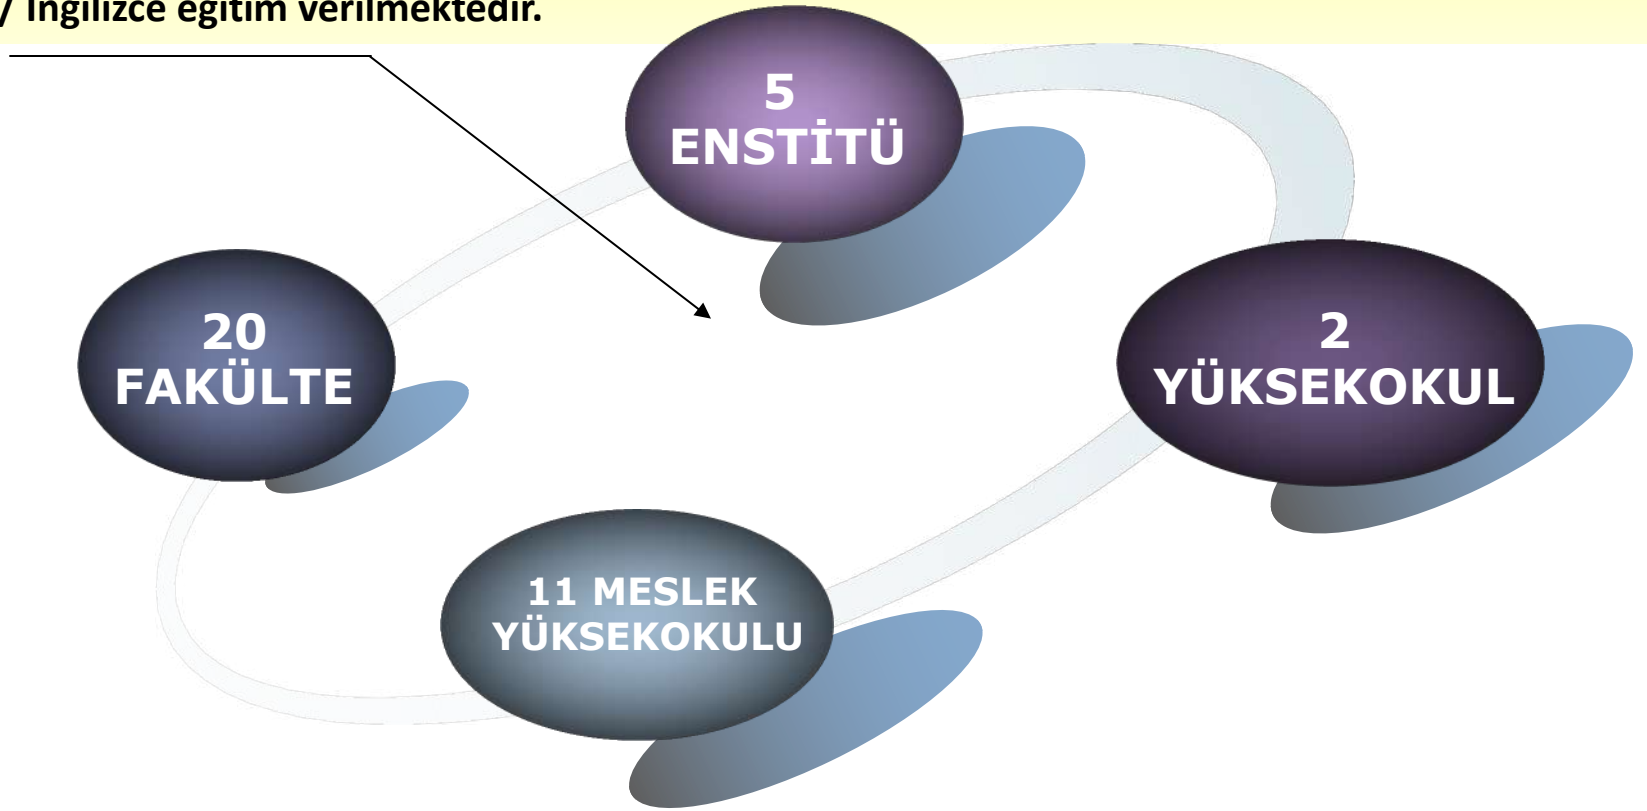 / İngilizce eğitim verilmektedir.
5
ENSTİTÜ
20
FAKÜLTE
2
YÜKSEKOKUL
11 MESLEK
YÜKSEKOKULU